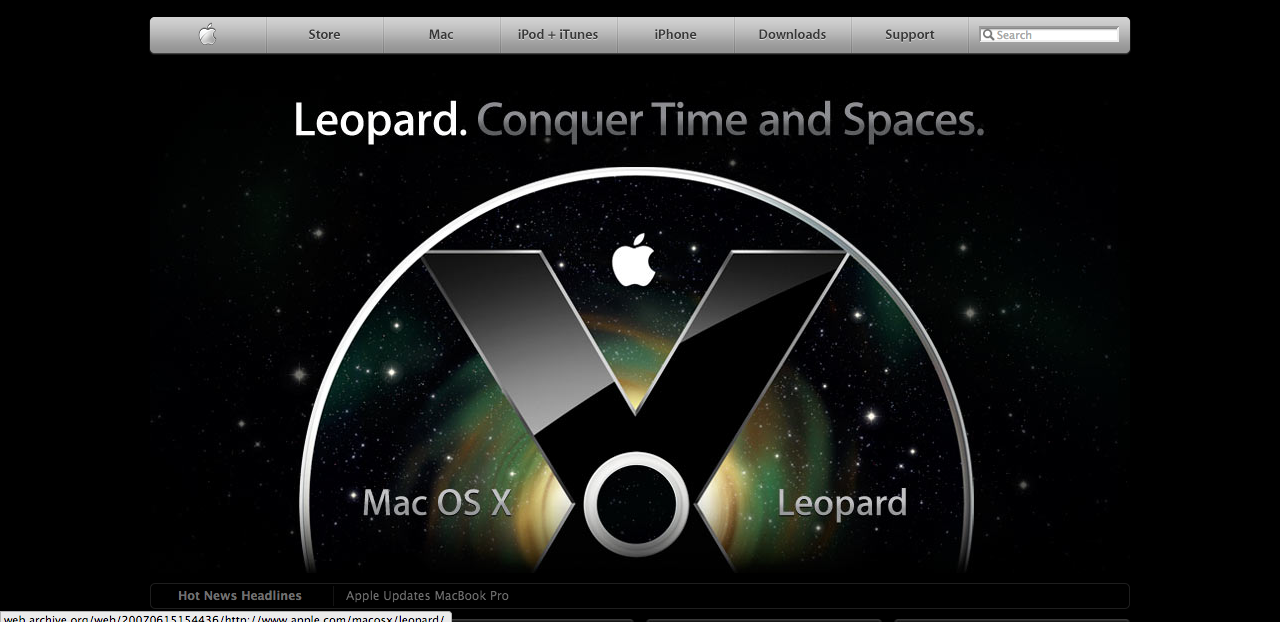 Store Mac iPod + iTunes iPhone Downloads Support Search
Leopard. Conquer Time and Spaces.
Mac OS X Leopard
Hot News Headlines Apple Updates MacBook Pro
web.archive.org/web/20070615154436/http://www.apple.com/macosx/leopard/